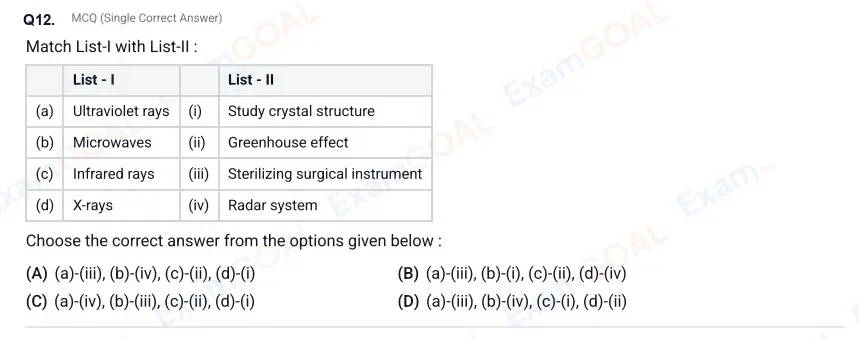 Q12. MCQ (Single Correct Answer)
Match List-I with List-II :
List - I List - II
(a) Ultraviolet rays (i) Study crystal structure
(b) Microwaves (ii) Greenhouse effect
(c) Infrared rays (iii) Sterilizing surgical instrument
(d) X-rays (iv) Radar system
Choose the correct answer from the options given below :
(A) (a)-(iii), (b)-(iv), (c)-(ii), (d)-(i) (B) (a)-(iii), (b)-(i), (c)-(ii), (d)-(iv)
(C) (a)-(iv), (b)-(iii), (c)-(ii), (d)-(i) (D) (a)-(iii), (b)-(iv), (c)-(i), (d)-(ii)
ExamGOAL